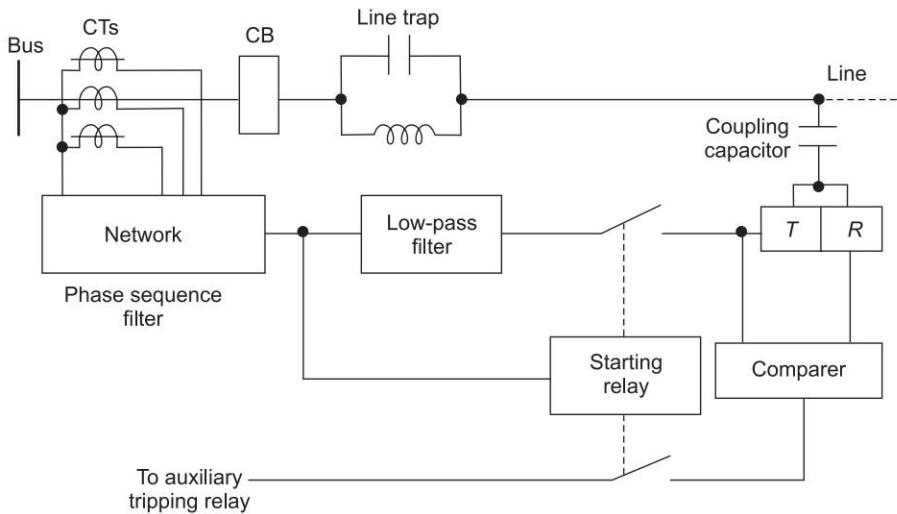 Line trap
CTs
CB
Bus
Line
Coupling
capacitor
Network
Low-pass
filter
T
R
Phase sequence
filter
Starting
relay
Comparer
To auxiliary
tripping relay